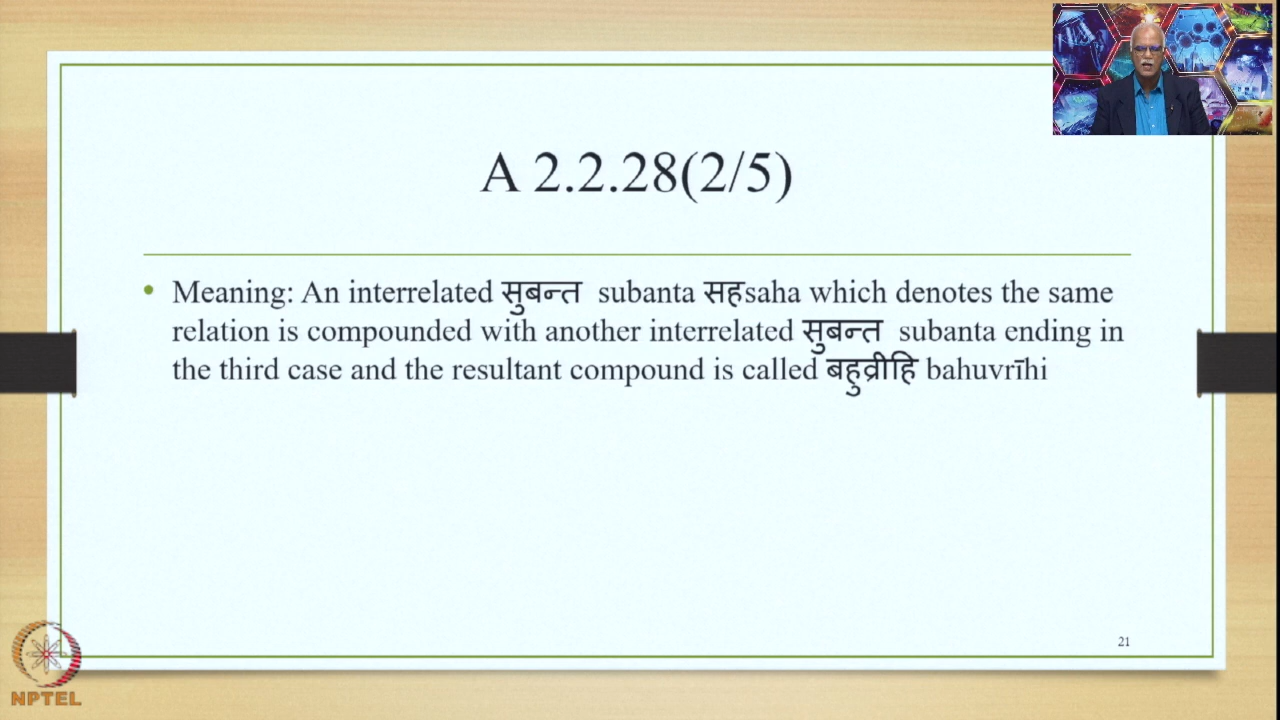 A 2.2.28(2/5)
• Meaning: An interrelated सुबन्त subanta सहsaha which denotes the same
relation is compounded with another interrelated सुबन्त subanta ending in
the third case and the resultant compound is called बहुव्रीहि bahuvrīhi
21
NPTEL